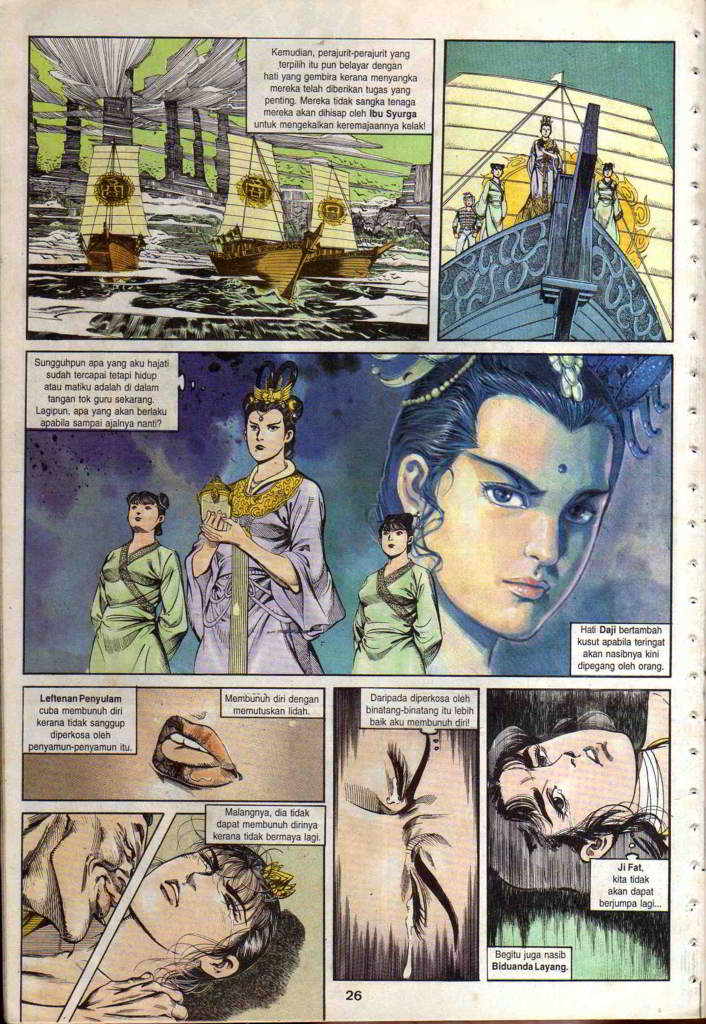 Kemudian, perajurit-perajurit yang
terpilih itu pun belayar dengan
hati yang gembira kerana menyangka
mereka telah diberikan tugas yang
penting. Mereka tidak sangka tenaga
mereka akan dihisap oleh Ibu Syurga
untuk mengekalkan keremajaannya kelak!
Sungguhpun apa yang aku hajati
sudah tercapai tetapi hidup
atau matiku adalah di dalam
tangan tok guru sekarang.
Lagipun, apa yang akan berlaku
apabila sampai ajalnya nanti?
Hati Daji bertambah
kusut apabila teringat
akan nasibnya kini
dipegang oleh orang.
Leftenan Penyulam
cuba membunuh diri
kerana tidak sanggup
diperkosa oleh
penyamun-penyamun itu.
Membunuh diri dengan
memutuskan lidah.
Malangnya, dia tidak
dapat membunuh dirinya
kerana tidak bermaya lagi.
Daripada diperkosa oleh
binatang-binatang itu lebih
baik aku membunuh diri!
Ji Fat,
kita tidak
akan dapat
berjumpa lagi...
Begitu juga nasib
Biduanda Layang.
26